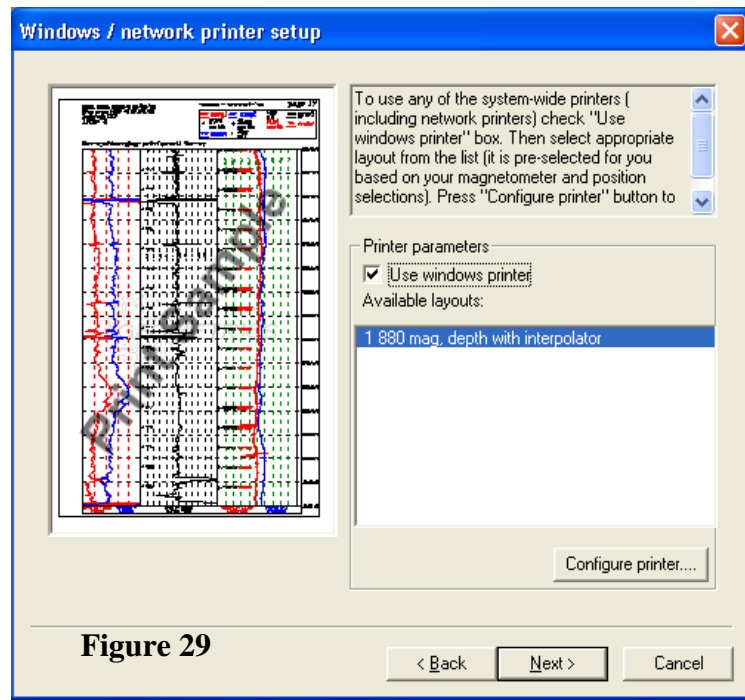 Windows / network printer setup
To use any of the system-wide printers (
including network printers) check "Use
windows printer" box. Then select appropriate
layout from the list (it is pre-selected for you
based on your magnetometer and position
selections). Press "Configure printer" button to
Print Sample
Printer parameters
Use windows printer
Available layouts:
1 880 mag, depth with interpolator
Configure printer....
Figure 29
< Back
Next >
Cancel